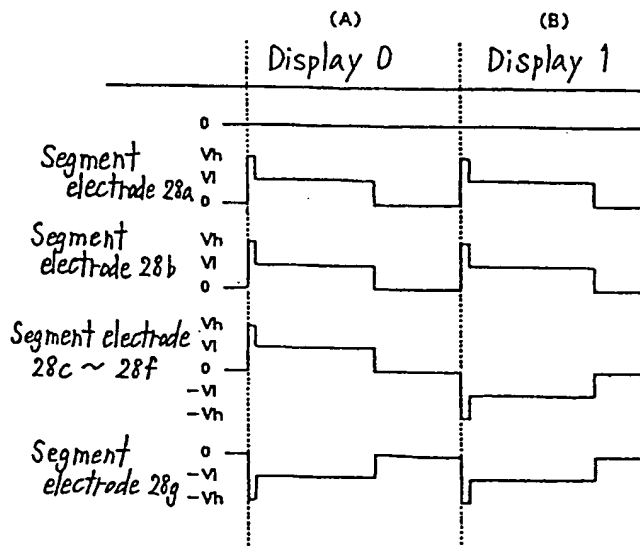 (A) (B)
Display 0 Display 1
0
Segment electrode 28a
Vh
Vl
0
Segment electrode 28b
Vh
Vl
0
Segment electrode 28c ~ 28f
Vh
Vl
0
-Vl
-Vh
Segment electrode 28g
0
-Vl
-Vh